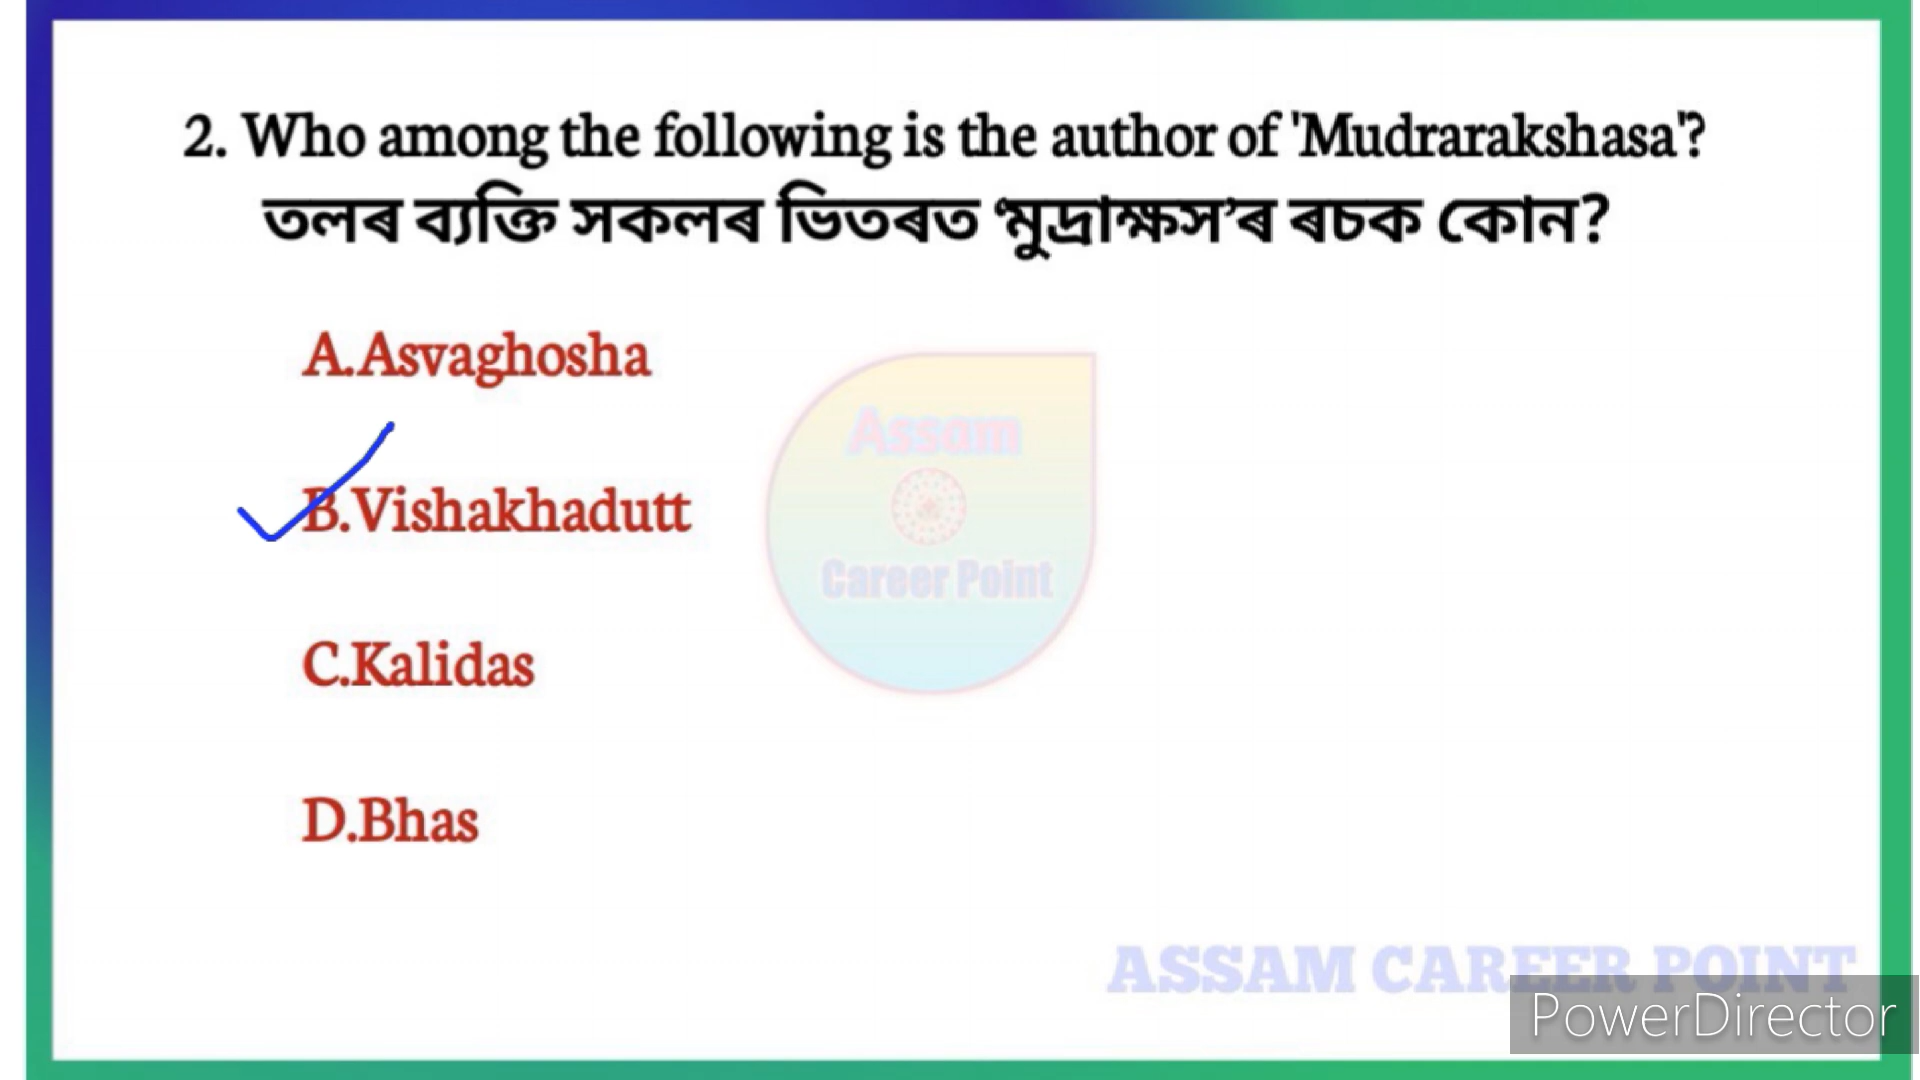 2. Who among the following is the author of 'Mudrarakshasa'?
তলৰ ব্যক্তি সকলৰ ভিতৰত ‘মুদ্ৰাক্ষস’ৰ ৰচক কোন?
A.Asvaghosha
B.Vishakhadutt
C.Kalidas
D.Bhas
Assam
Career Point
ASSAM CAREER POINT
PowerDirector